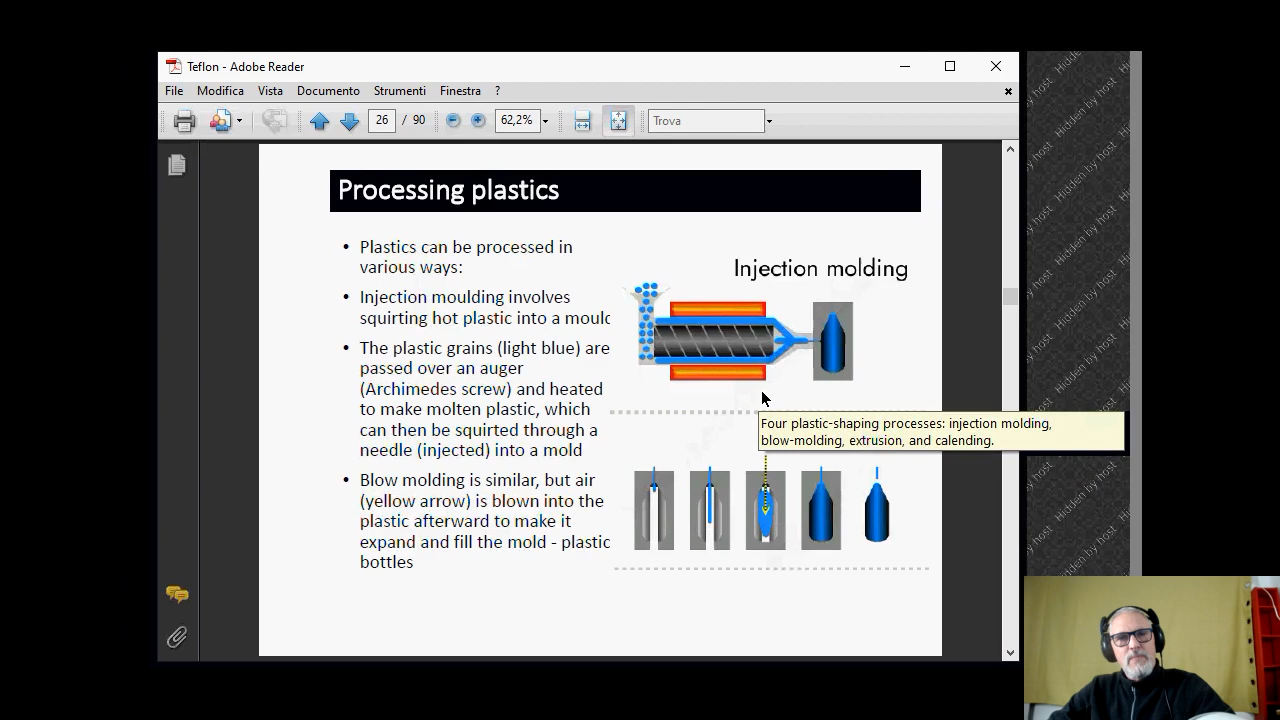 Teflon - Adobe Reader
File Modifica Vista Documento Strumenti Finestra ?
26 / 90 62,2% Trova
Processing plastics
• Plastics can be processed in
various ways:
• Injection moulding involves
squirting hot plastic into a mould
• The plastic grains (light blue) are
passed over an auger
(Archimedes screw) and heated
to make molten plastic, which
can then be squirted through a
needle (injected) into a mold
• Blow molding is similar, but air
(yellow arrow) is blown into the
plastic afterward to make it
expand and fill the mold - plastic
bottles
Injection molding
Four plastic-shaping processes: injection molding,
blow-molding, extrusion, and calending.
Hidden by host